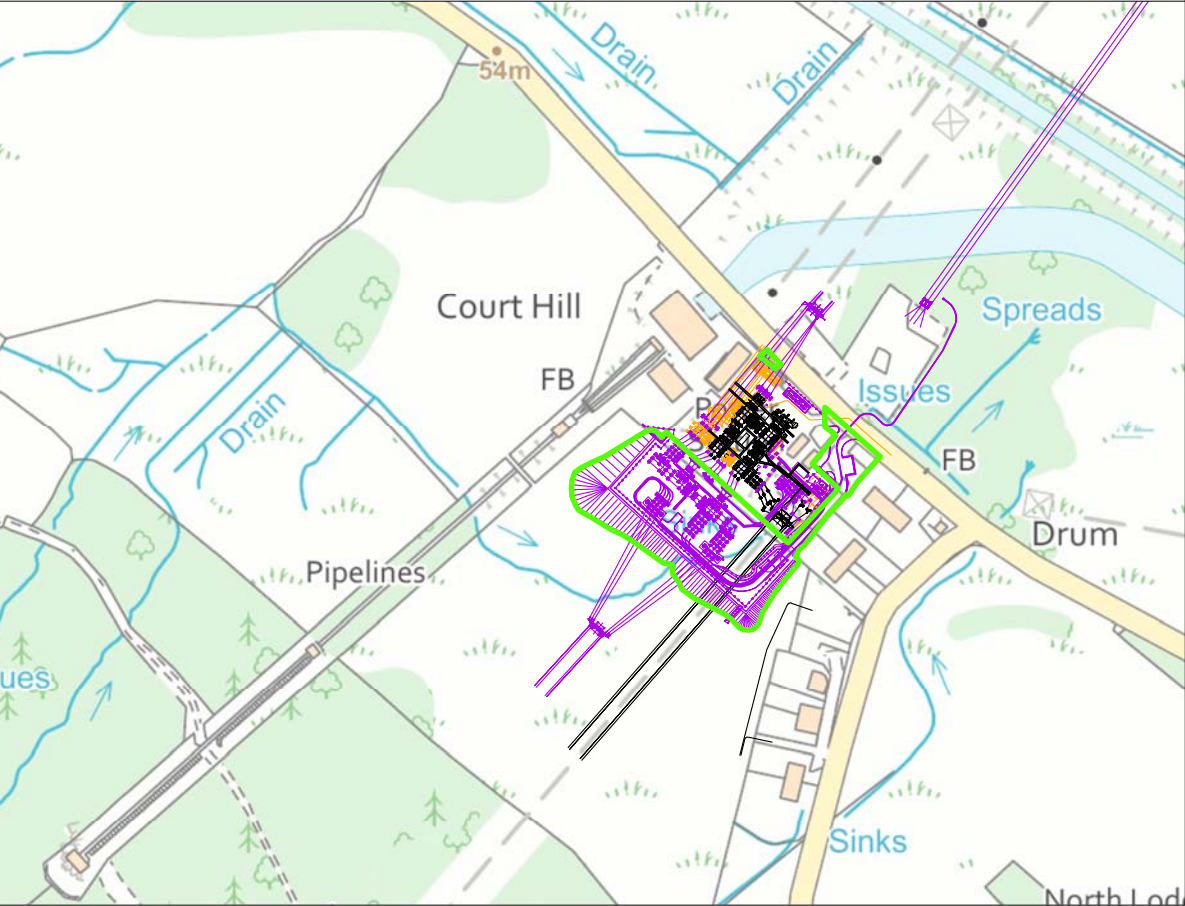 Drain
Drain
54m
Court Hill
Spreads
FB
Issues
Drain
FB
Drum
Pipelines
ues
Sinks
North Lod